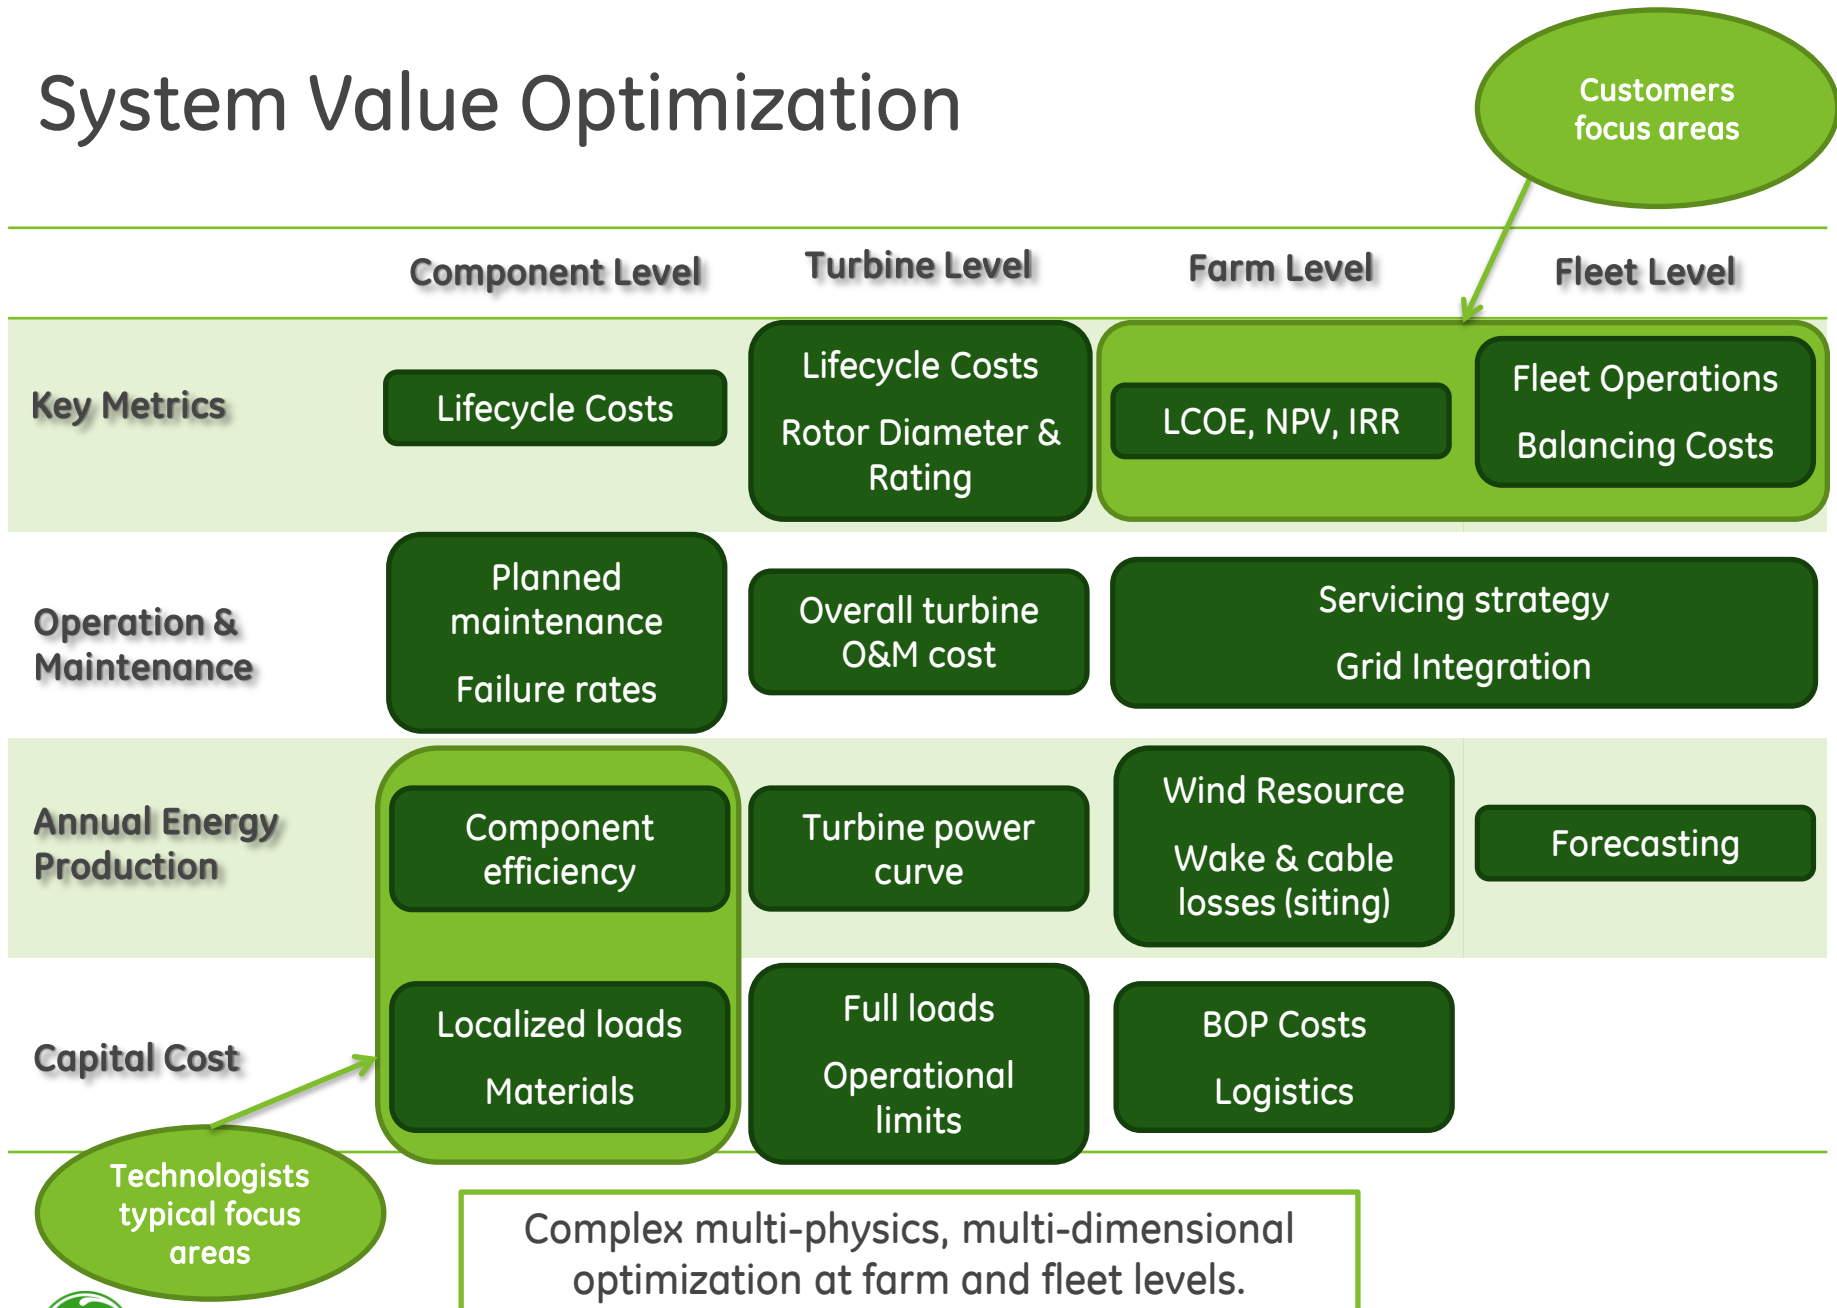 System Value Optimization
Customers
focus areas
Component Level
Turbine Level
Farm Level
Fleet Level
Key Metrics
Lifecycle Costs
Lifecycle Costs
Rotor Diameter &
Rating
LCOE, NPV, IRR
Fleet Operations
Balancing Costs
Operation &
Maintenance
Planned
maintenance
Failure rates
Overall turbine
O&M cost
Servicing strategy
Grid Integration
Annual Energy
Production
Component
efficiency
Turbine power
curve
Wind Resource
Wake & cable
losses (siting)
Forecasting
Capital Cost
Localized loads
Materials
Full loads
Operational
limits
BOP Costs
Logistics
Technologists
typical focus
areas
Complex multi-physics, multi-dimensional
optimization at farm and fleet levels.